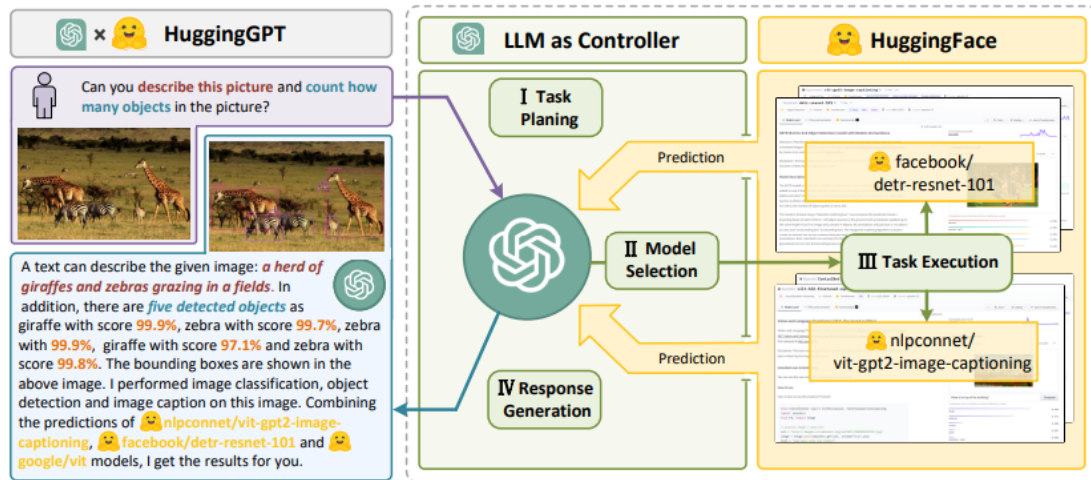 HuggingGPT
LLM as Controller
HuggingFace
Can you describe this picture and count how
many objects in the picture?
A text can describe the given image: a herd of
giraffes and zebras grazing in a fields. In
addition, there are five detected objects as
giraffe with score 99.9%, zebra with score 99.7%, zebra
with 99.9%, giraffe with score 97.1% and zebra with
score 99.8%. The bounding boxes are shown in the
above image. I performed image classification, object
detection and image caption on this image. Combining
the predictions of nlpconnet/vit-gpt2-image-
captioning, facebook/detr-resnet-101 and
google/vit models, I get the results for you.
I Task
Planing
Prediction
II Model
Selection
Prediction
IV Response
Generation
facebook/
detr-resnet-101
III Task Execution
nlpconnet/
vit-gpt2-image-captioning